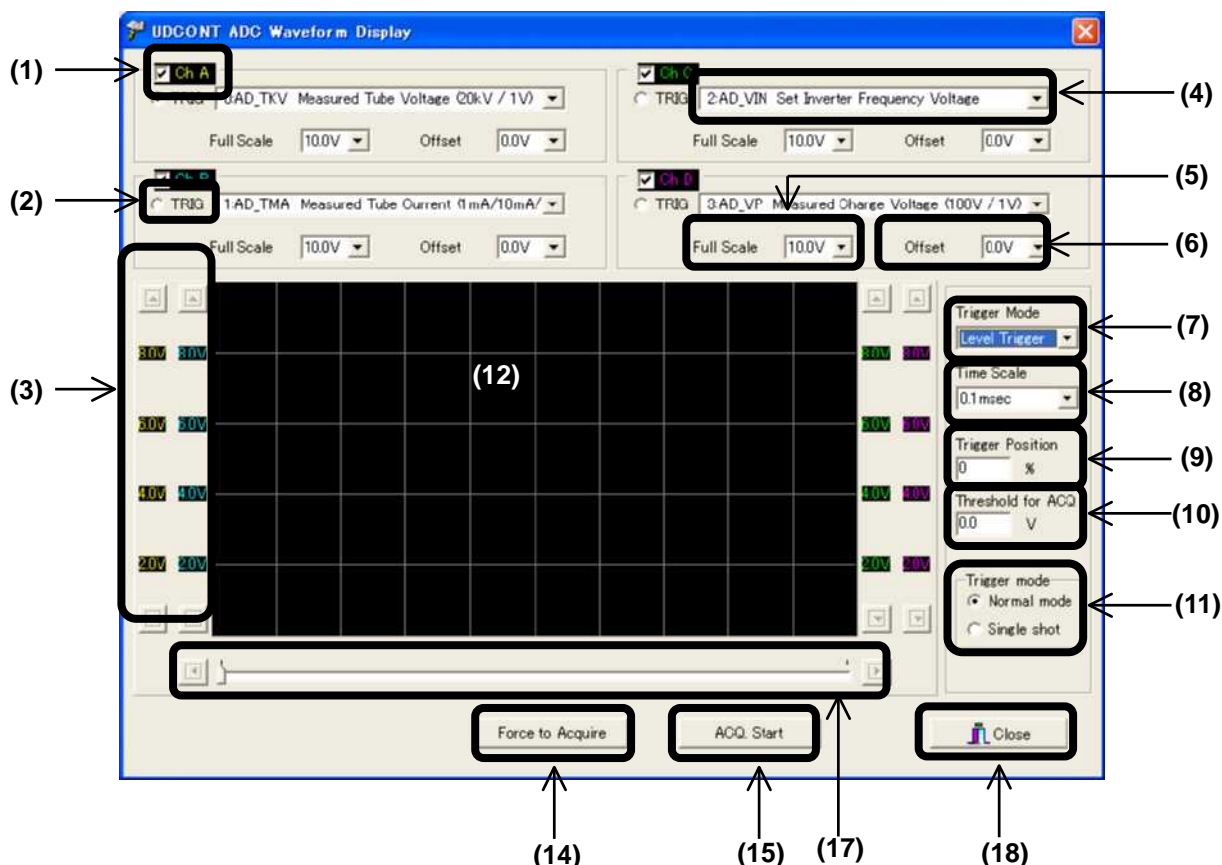 UDCONT ADC Waveform Display
(1)
Ch A
TRIG 0:AD_TKV Measured Tube Voltage (20kV / 1V)
Full Scale 10.0V Offset 0.0V
Ch C
TRIG 2:AD_VIN Set Inverter Frequency Voltage
(4)
Full Scale 10.0V Offset 0.0V
(5)
(2)
Ch B
TRIG 1:AD_TMA Measured Tube Current (1mA/10mA/
Full Scale 10.0V Offset 0.0V
Ch D
TRIG 3:AD_VP Measured Charge Voltage (100V / 1V)
Full Scale 10.0V Offset 0.0V
(6)
(3)
8.0V 8.0V
6.0V 6.0V
4.0V 4.0V
2.0V 2.0V
(12)
8.0V 8.0V
6.0V 6.0V
4.0V 4.0V
2.0V 2.0V
Trigger Mode
Level Trigger
(7)
Time Scale
0.1msec
(8)
Trigger Position
0 %
(9)
Threshold for ACQ
0.0 V
(10)
Trigger mode
Normal mode
Single shot
(11)
Force to Acquire
ACQ. Start
Close
(14)
(15)
(17)
(18)